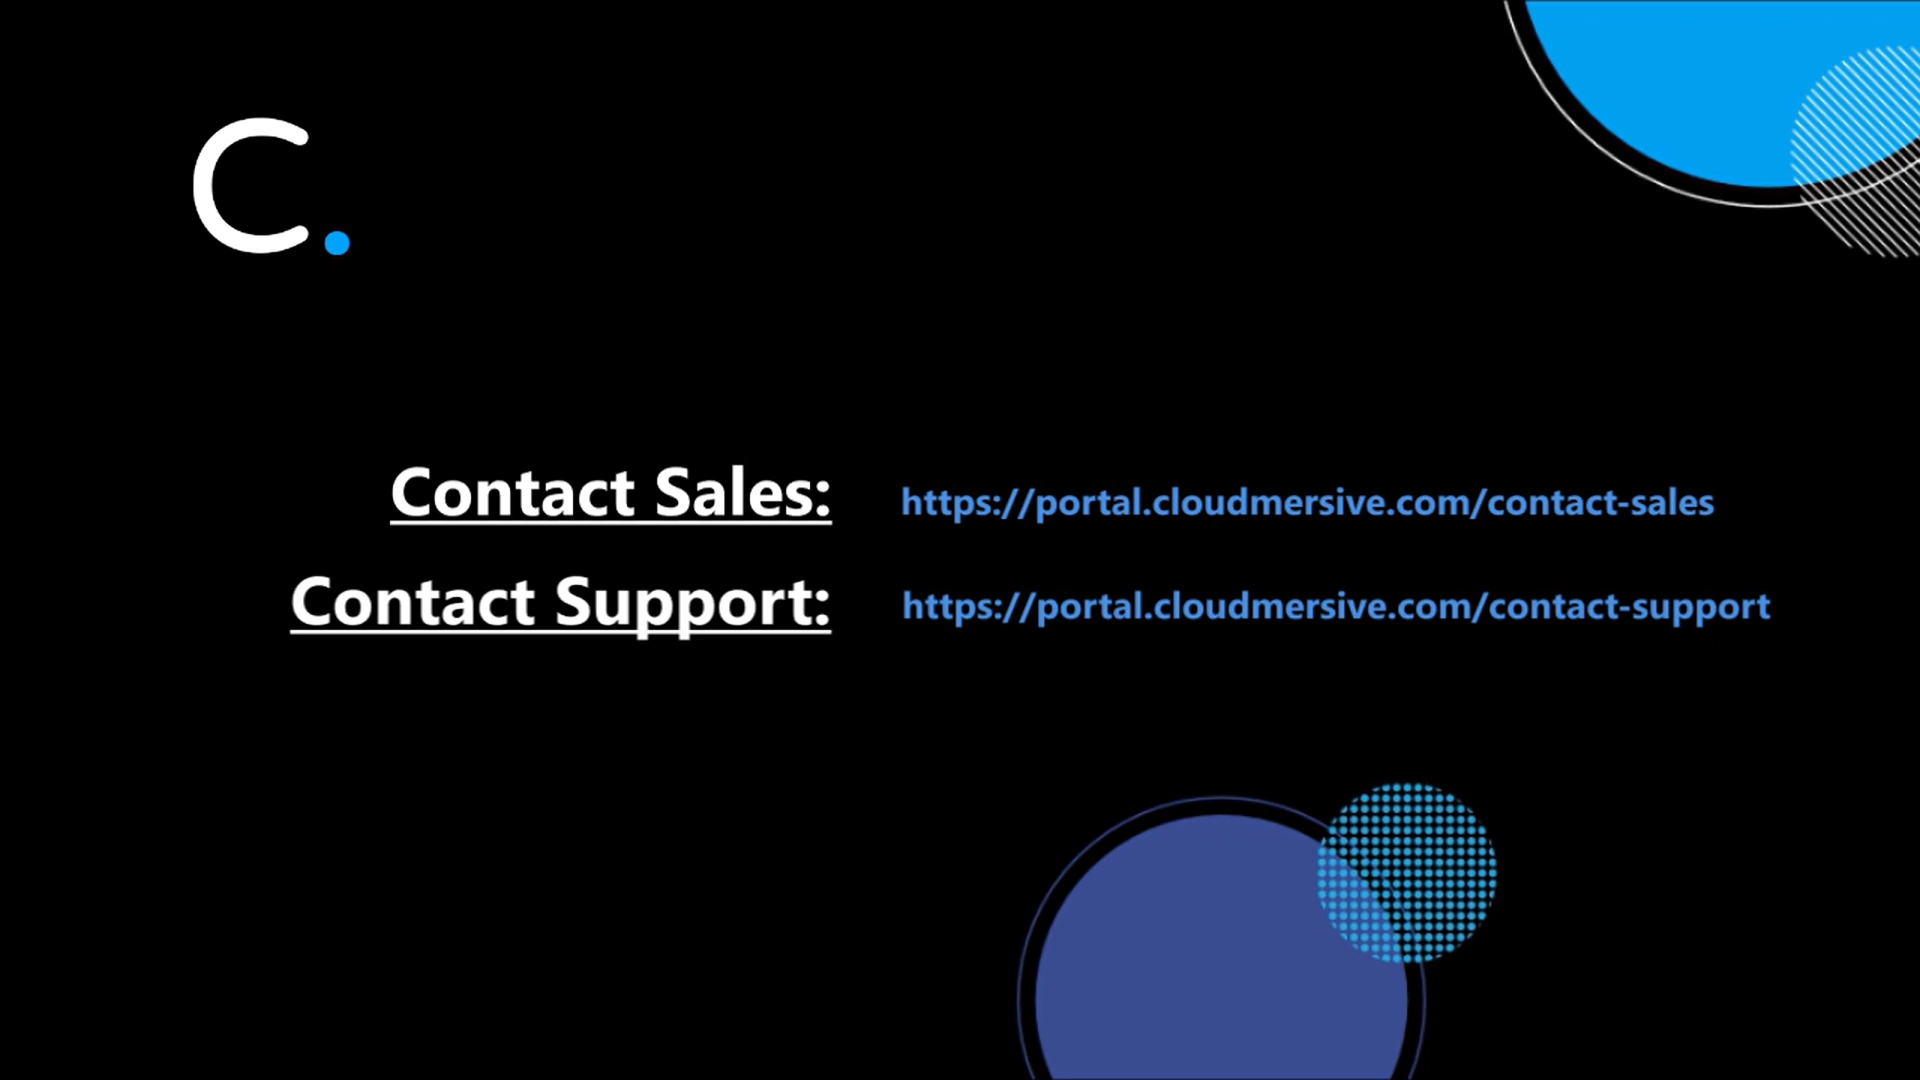 C.
Contact Sales: https://portal.cloudmersive.com/contact-sales
Contact Support: https://portal.cloudmersive.com/contact-support